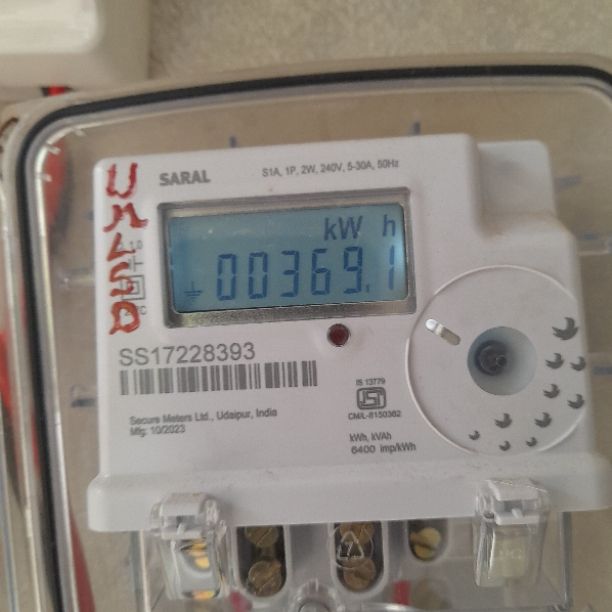 SARAL
S1A, 1P, 2W, 240V, 5-30A, 50Hz
kW h
00369.1
SS17228393
IS 13779
ISI
CM/L-8150362
Secure Meters Ltd., Udaipur, India
Mfg: 10/2023
kWh, kVAh
6400 imp/kWh